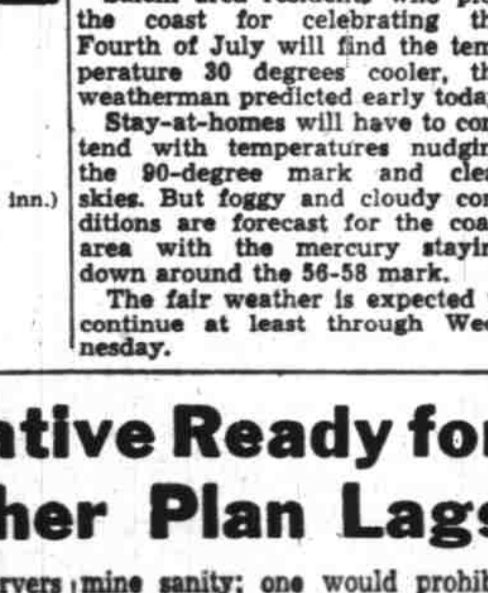 the coast for celebrating th
Fourth of July will find the tem
perature 30 degrees cooler, th
weatherman predicted early toda
Stay-at-homes will have to con
tend with temperatures nudgin
the 90-degree mark and clea
inn.) skies. But foggy and cloudy con
ditions are forecast for the coa
area with the mercury stayin
down around the 56-58 mark.
The fair weather is expected
continue at least through Wed
nesday.
ative Ready for
her Plan Lags
rvers mine sanity; one would prohib